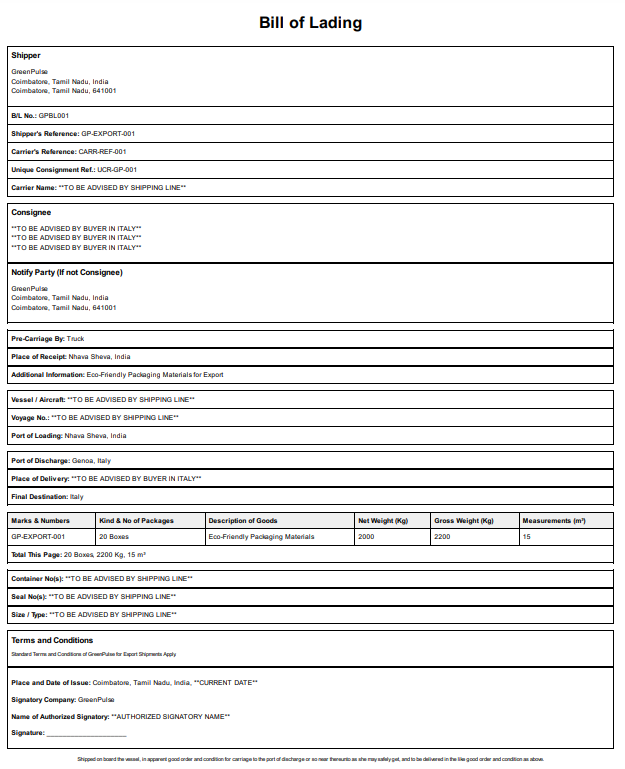 Bill of Lading
Shipper
GreenPulse
Coimbatore, Tamil Nadu, India
Coimbatore, Tamil Nadu, 641001
B/L No.: GPBL001
Shipper's Reference: GP-EXPORT-001
Carrier's Reference: CARR-REF-001
Unique Consignment Ref.: UCR-GP-001
Carrier Name: **TO BE ADVISED BY SHIPPING LINE**
Consignee
**TO BE ADVISED BY BUYER IN ITALY**
**TO BE ADVISED BY BUYER IN ITALY**
**TO BE ADVISED BY BUYER IN ITALY**
Notify Party (If not Consignee)
GreenPulse
Coimbatore, Tamil Nadu, India
Coimbatore, Tamil Nadu, 641001
Pre-Carriage By: Truck
Place of Receipt: Nhava Sheva, India
Additional Information: Eco-Friendly Packaging Materials for Export
Vessel / Aircraft: **TO BE ADVISED BY SHIPPING LINE**
Voyage No.: **TO BE ADVISED BY SHIPPING LINE**
Port of Loading: Nhava Sheva, India
Port of Discharge: Genoa, Italy
Place of Delivery: **TO BE ADVISED BY BUYER IN ITALY**
Final Destination: Italy
Marks & Numbers Kind & No of Packages Description of Goods Net Weight (Kg) Gross Weight (Kg) Measurements (m³)
GP-EXPORT-001 20 Boxes Eco-Friendly Packaging Materials 2000 2200 15
Total This Page: 20 Boxes, 2200 Kg, 15 m³
Container No(s): **TO BE ADVISED BY SHIPPING LINE**
Seal No(s): **TO BE ADVISED BY SHIPPING LINE**
Size / Type: **TO BE ADVISED BY SHIPPING LINE**
Terms and Conditions
Standard Terms and Conditions of GreenPulse for Export Shipments Apply.
Place and Date of Issue: Coimbatore, Tamil Nadu, India, **CURRENT DATE**
Signatory Company: GreenPulse
Name of Authorized Signatory: **AUTHORIZED SIGNATORY NAME**
Signature: ______________________
Shipped on board the vessel, in apparent good order and condition for carriage to the port of discharge or so near thereunto as she may safely get, and to be delivered in the like good order and condition as above.